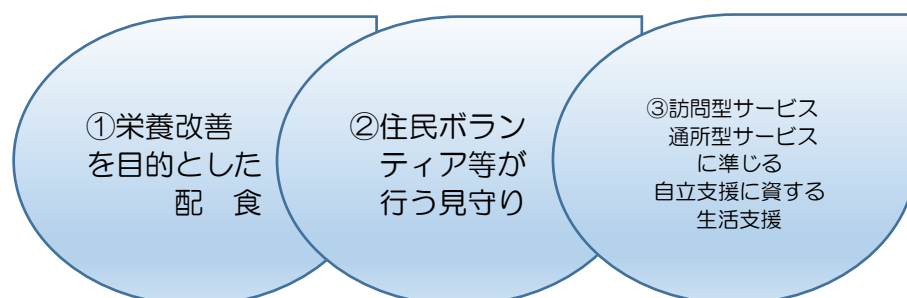 ①栄養改善
を目的とした
配　食
②住民ボラン
ティア等が
行う見守り
③訪問型サービス
通所型サービス
に準じる
自立支援に資する
生活支援